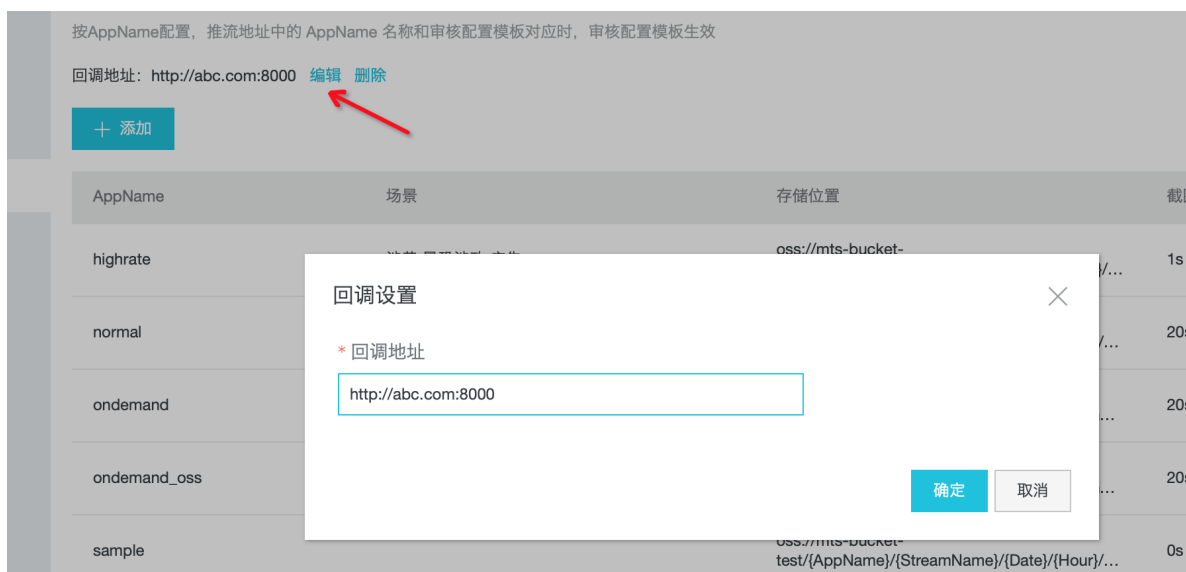 按AppName配置，推流地址中的 AppName 名称和审核配置模板对应时，审核配置模板生效
回调地址：http://abc.com:8000 编辑 删除
＋ 添加
AppName 场景 存储位置
highrate oss://mts-bucket-
1s
回调设置
* 回调地址
http://abc.com:8000
确定 取消
normal
ondemand
ondemand_oss
sample oss://mts-bucket-
test/{AppName}/{StreamName}/{Date}/{Hour}/...
0s